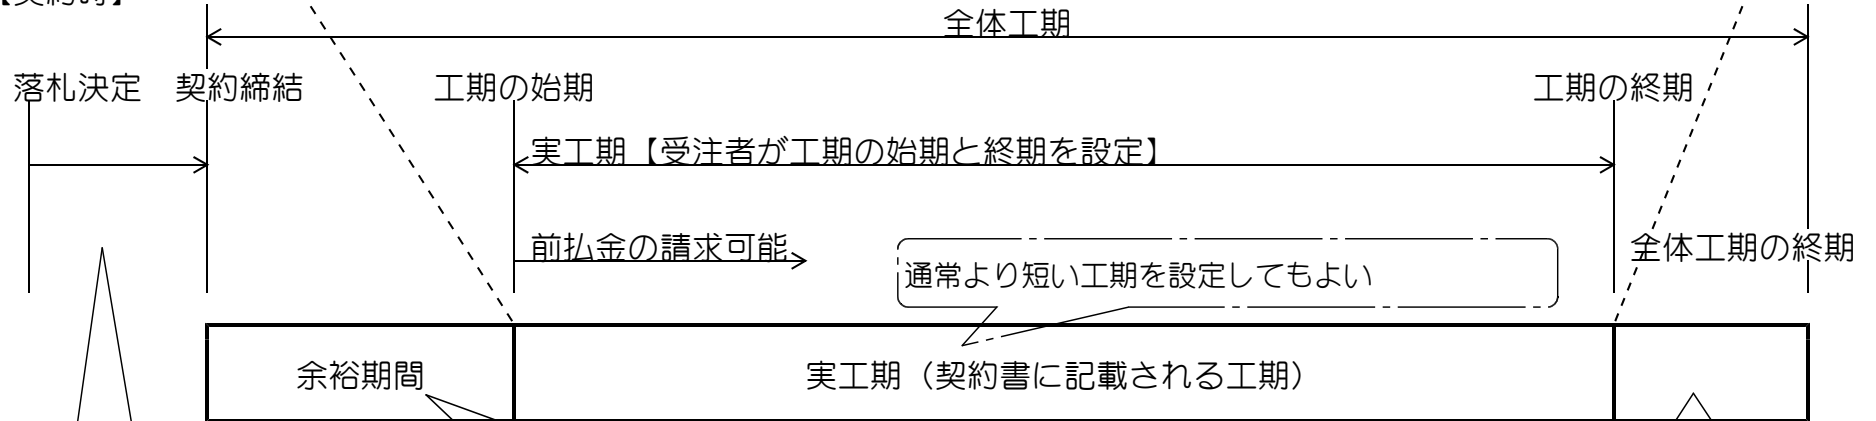 【契約時】
全体工期
落札決定 契約締結 工期の始期 工期の終期
実工期【受注者が工期の始期と終期を設定】
前払金の請求可能
全体工期の終期
通常より短い工期を設定してもよい
余裕期間 実工期(契約書に記載される工期)